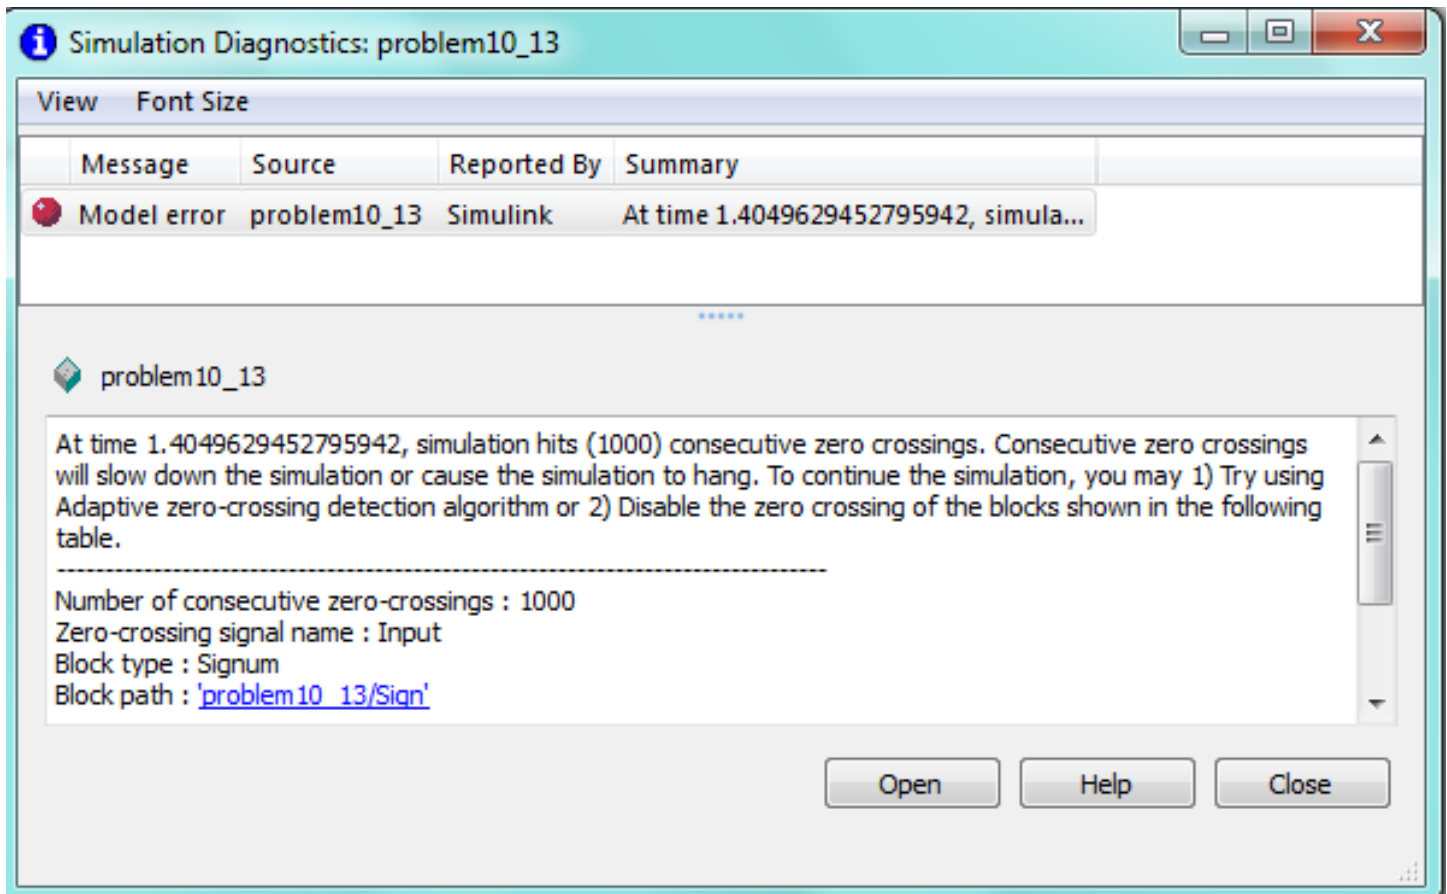 Simulation Diagnostics: problem10_13
View Font Size
Message Source Reported By Summary
Model error problem10_13 Simulink At time 1.4049629452795942, simula...
problem10_13
At time 1.4049629452795942, simulation hits (1000) consecutive zero crossings. Consecutive zero crossings
will slow down the simulation or cause the simulation to hang. To continue the simulation, you may 1) Try using
Adaptive zero-crossing detection algorithm or 2) Disable the zero crossing of the blocks shown in the following
table.
--------------------------------------------------------------------------------
Number of consecutive zero-crossings : 1000
Zero-crossing signal name : Input
Block type : Signum
Block path : 'problem10_13/Sign'
Open Help Close